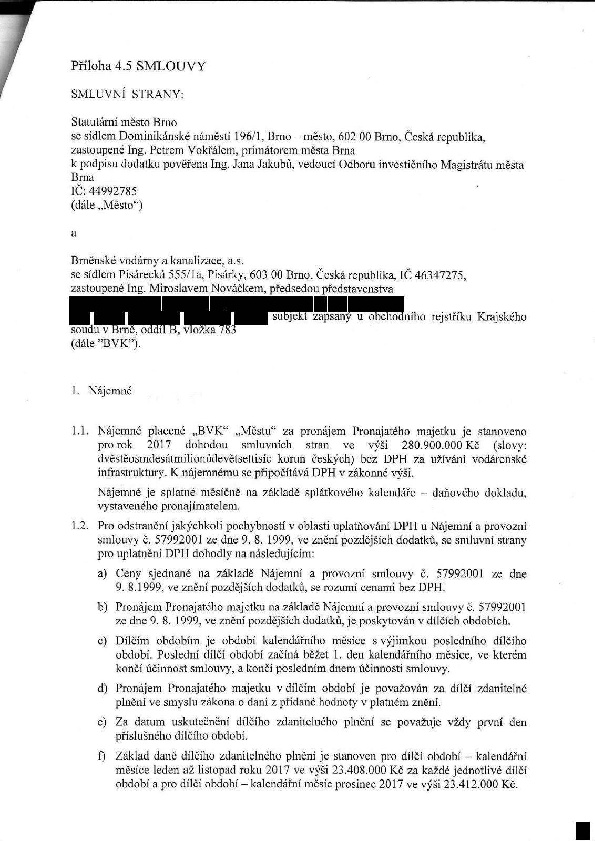 Příloha 4.5 SMLOUVY
SMLUVNÍ STRANY:
Statutární město Brno
se sídlem Dominikánské náměstí 196/1, Brno – město, 602 00 Brno, Česká republika,
zastoupené Ing. Petrem Vokřálem, primátorem města Brna
k podpisu dodatku pověřena Ing. Jana Jakubů, vedoucí Odboru investičního Magistrátu města
Brna
IČ: 44992785
(dále „Město“)
a
Brněnské vodárny a kanalizace, a.s.
se sídlem Pisárecká 555/1a, Pisárky, 603 00 Brno, Česká republika, IČ 46347275,
zastoupené Ing. Miroslavem Nováčkem, předsedou představenstva
subjekt zapsaný u obchodního rejstříku Krajského
soudu v Brně, oddíl B, vložka 783
(dále ”BVK”).
1. Nájemné
1.1. Nájemné placené „BVK“ „Městu“ za pronájem Pronajatého majetku je stanoveno
pro rok 2017 dohodou smluvních stran ve výši 280.900.000 Kč (slovy:
dvěstěosmdesátmilionůdevětsettisíc korun českých) bez DPH za užívání vodárenské
infrastruktury. K nájemnému se připočítává DPH v zákonné výši.
Nájemné je splatné měsíčně na základě splátkového kalendáře – daňového dokladu,
vystaveného pronajímatelem.
1.2. Pro odstranění jakýchkoli pochybností v oblasti uplatňování DPH u Nájemní a provozní
smlouvy č. 57992001 ze dne 9. 8. 1999, ve znění pozdějších dodatků, se smluvní strany
pro uplatnění DPH dohodly na následujícím:
a) Ceny sjednané na základě Nájemní a provozní smlouvy č. 57992001 ze dne
9. 8.1999, ve znění pozdějších dodatků, se rozumí cenami bez DPH.
b) Pronájem Pronajatého majetku na základě Nájemní a provozní smlouvy č. 57992001
ze dne 9. 8. 1999, ve znění pozdějších dodatků, je poskytován v dílčích obdobích.
c) Dílčím obdobím je období kalendářního měsíce s výjimkou posledního dílčího
období. Poslední dílčí období začíná běžet 1. den kalendářního měsíce, ve kterém
končí účinnost smlouvy, a končí posledním dnem účinnosti smlouvy.
d) Pronájem Pronajatého majetku v dílčím období je považován za dílčí zdanitelné
plnění ve smyslu zákona o dani z přidané hodnoty v platném znění.
e) Za datum uskutečnění dílčího zdanitelného plnění se považuje vždy první den
příslušného dílčího období.
f) Základ daně dílčího zdanitelného plnění je stanoven pro dílčí období – kalendářní
měsíce leden až listopad roku 2017 ve výši 23.408.000 Kč za každé jednotlivé dílčí
období a pro dílčí období – kalendářní měsíc prosinec 2017 ve výši 23.412.000 Kč.